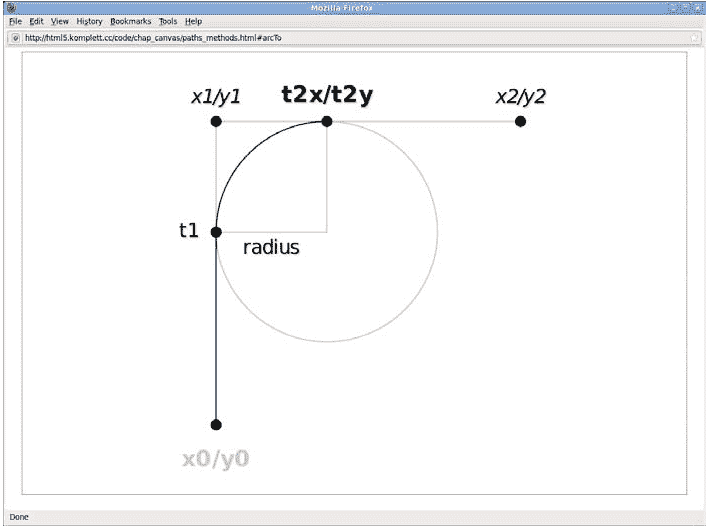 Mozilla Firefox
File Edit View History Bookmarks Tools Help
http://html5.komplett.cc/code/chap_canvas/paths_methods.html#arcTo
x1/y1 t2x/t2y x2/y2
t1
radius
x0/y0
Done